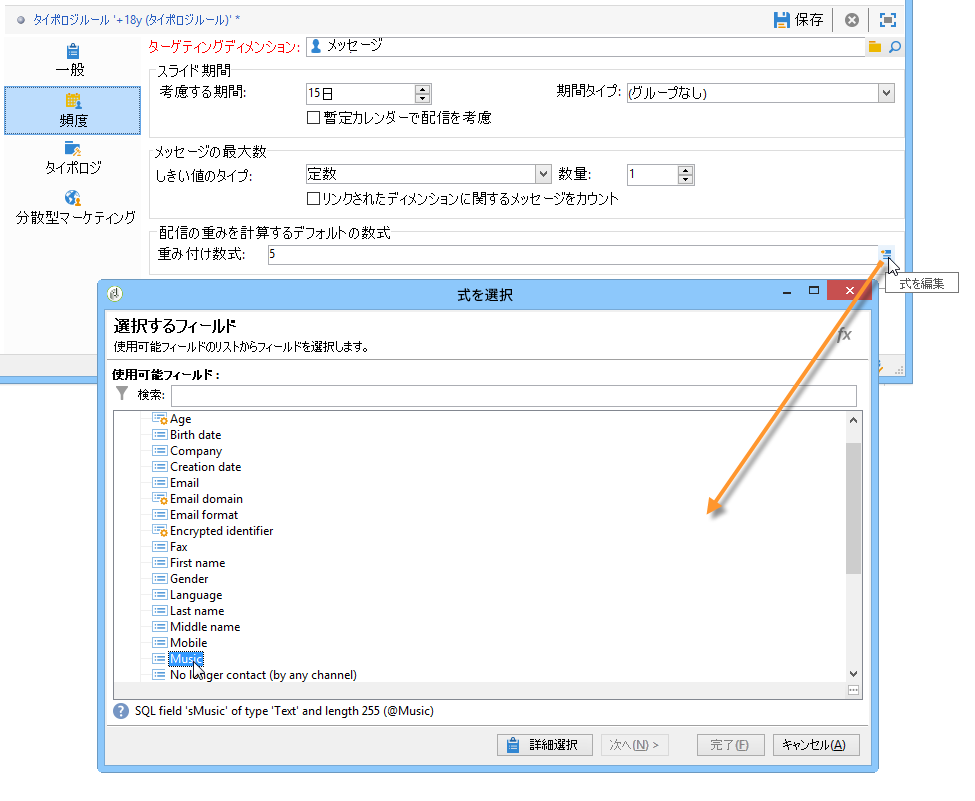 タイポロジルール '+18y (タイポロジルール)' *
保存
一般
頻度
タイポロジ
分散型マーケティング
ターゲティングディメンション: メッセージ
スライド期間
考慮する期間: 15日
期間タイプ: (グループなし)
暫定カレンダーで配信を考慮
メッセージの最大数
しきい値のタイプ: 定数 数量: 1
リンクされたディメンションに関するメッセージをカウント
配信の重みを計算するデフォルトの数式
重み付け数式: 5
式を編集
式を選択
選択するフィールド
使用可能フィールドのリストからフィールドを選択します。
fx
使用可能フィールド:
検索:
Age
Birth date
Company
Creation date
Email
Email domain
Email format
Encrypted identifier
Fax
First name
Gender
Language
Last name
Middle name
Mobile
Music
No longer contact (by any channel)
SQL field 'sMusic' of type 'Text' and length 255 (@Music)
詳細選択
次へ(N) >
完了(F)
キャンセル(A)